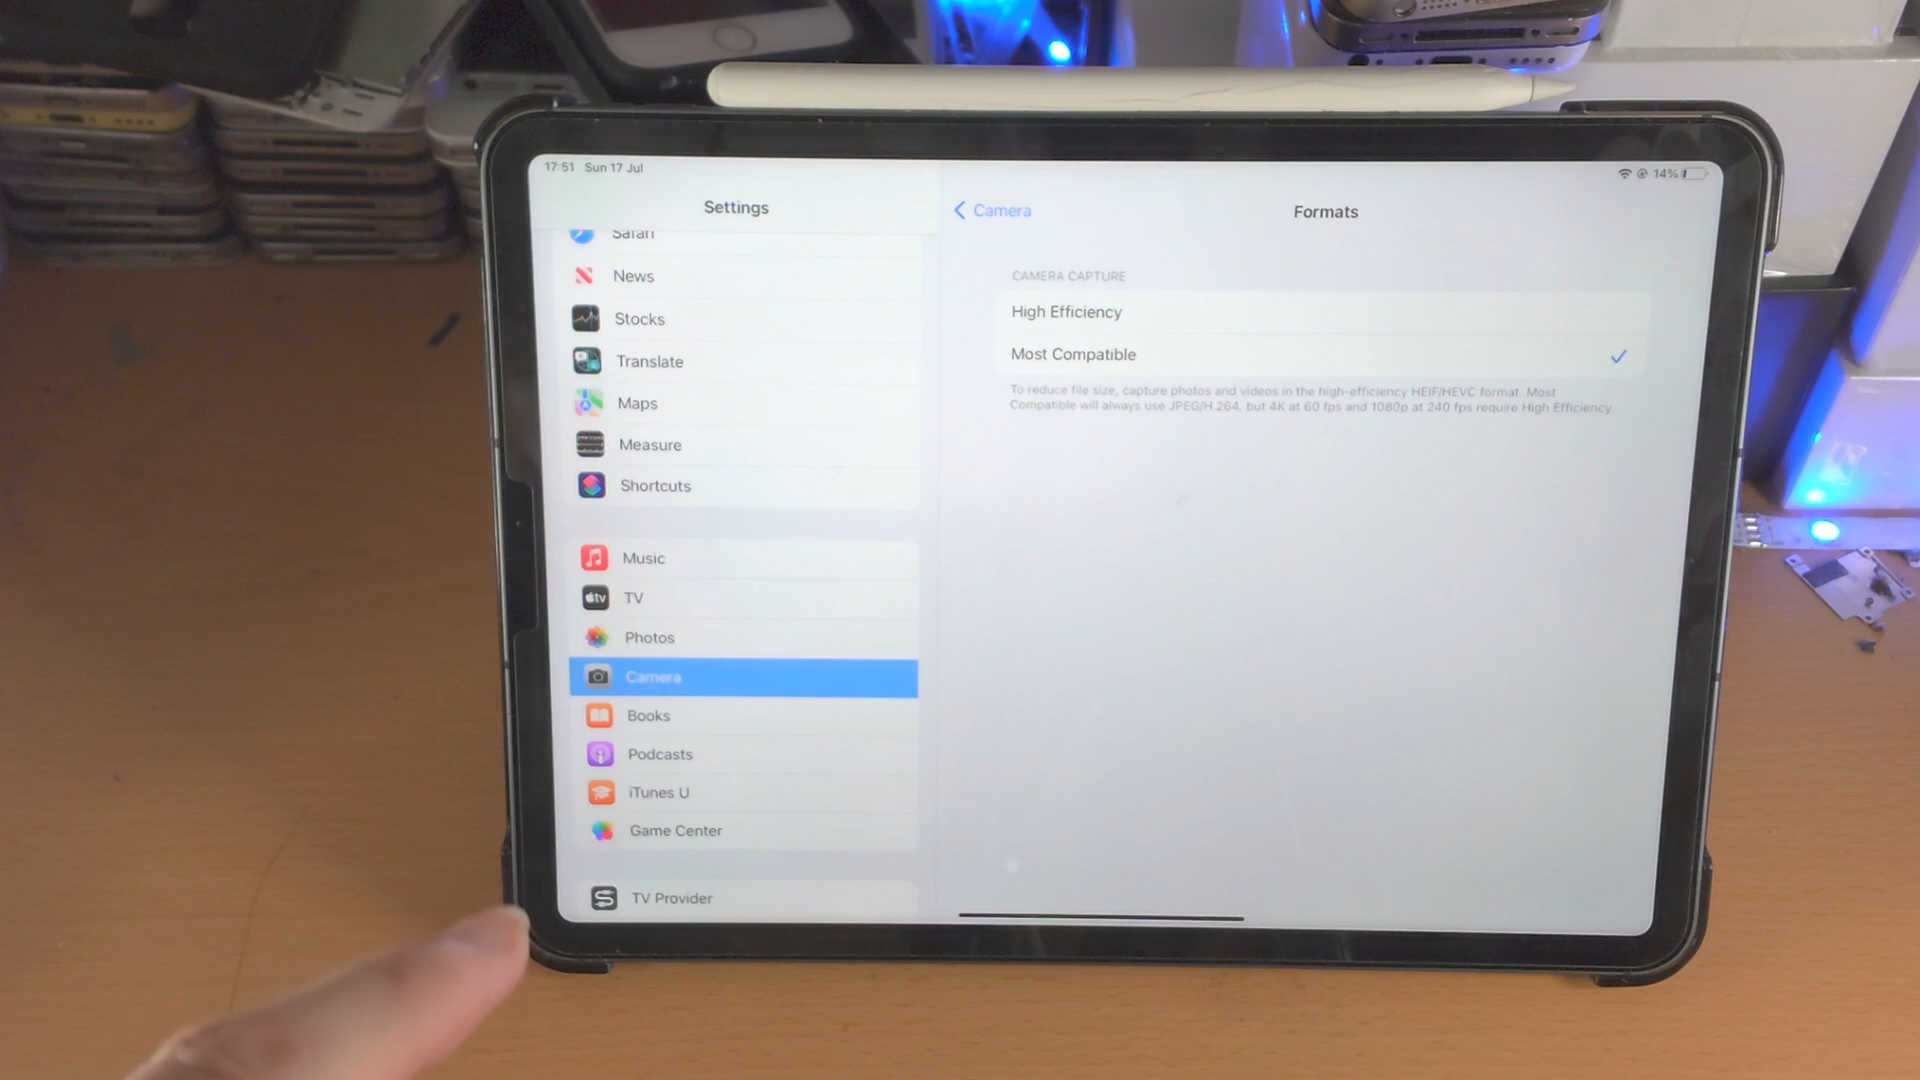 17:51 Sun 17 Jul
14%
Settings
Safari
News
Stocks
Translate
Maps
Measure
Shortcuts
Music
tv TV
Photos
Camera
Books
Podcasts
iTunes U
Game Center
TV Provider
Camera
Formats
CAMERA CAPTURE
High Efficiency
Most Compatible
To reduce file size, capture photos and videos in the high-efficiency HEIF/HEVC format. Most
Compatible will always use JPEG/H.264, but 4K at 60 fps and 1080p at 240 fps require High Efficiency.